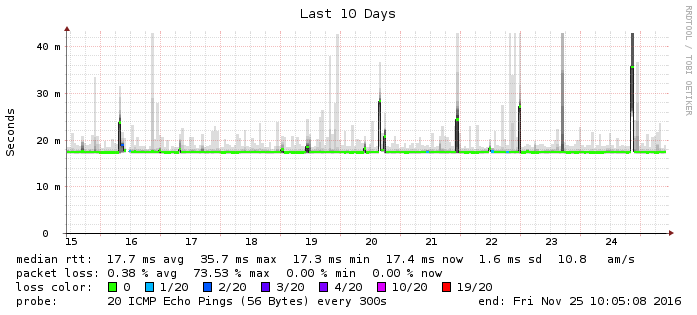 Last 10 Days
RRDTOOL / TOBI OETIKER
Seconds
40 m
30 m
20 m
10 m
0
15 16 17 18 19 20 21 22 23 24
median rtt: 17.7 ms avg 35.7 ms max 17.3 ms min 17.4 ms now 1.6 ms sd 10.8 am/s
packet loss: 0.38 % avg 73.53 % max 0.00 % min 0.00 % now
loss color: 0 1/20 2/20 3/20 4/20 10/20 19/20
probe: 20 ICMP Echo Pings (56 Bytes) every 300s end: Fri Nov 25 10:05:08 2016